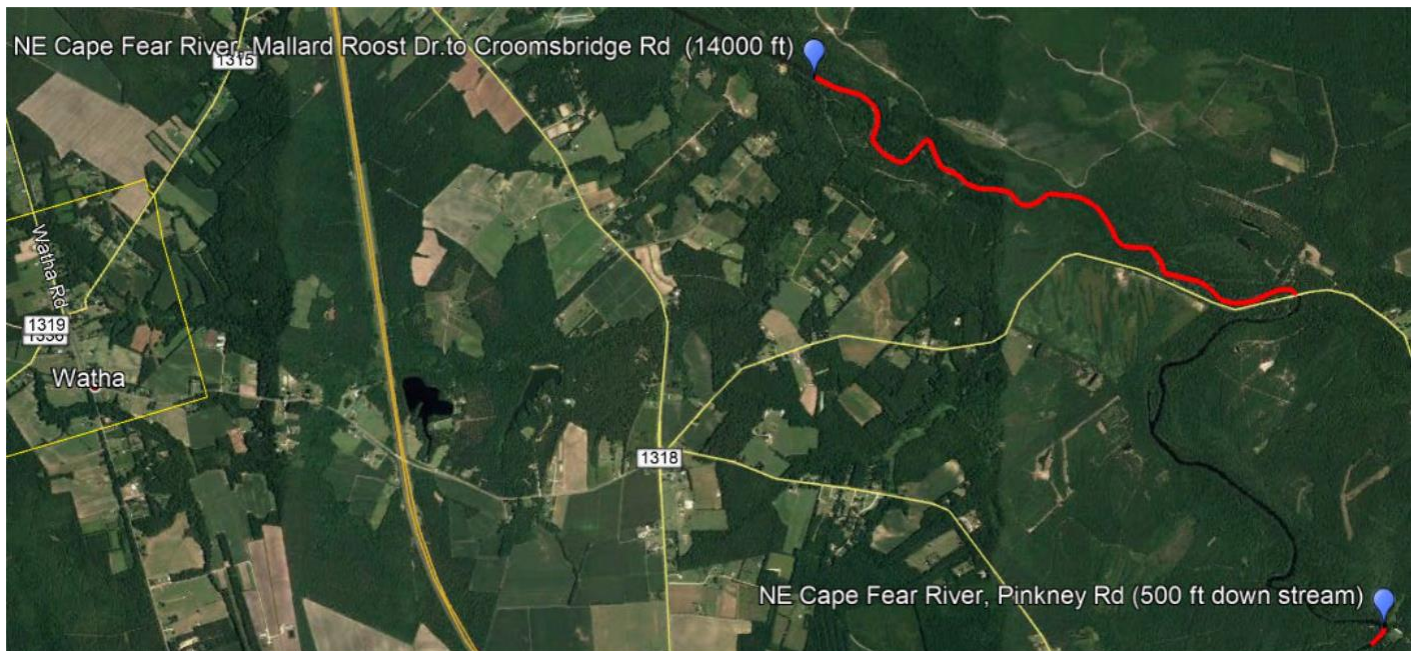 NE Cape Fear River, Mallard Roost Dr.to Croomsbridge Rd (14000 ft)
1315
Watha Rd
1319
1336
Watha
1318
NE Cape Fear River, Pinkney Rd (500 ft down stream)